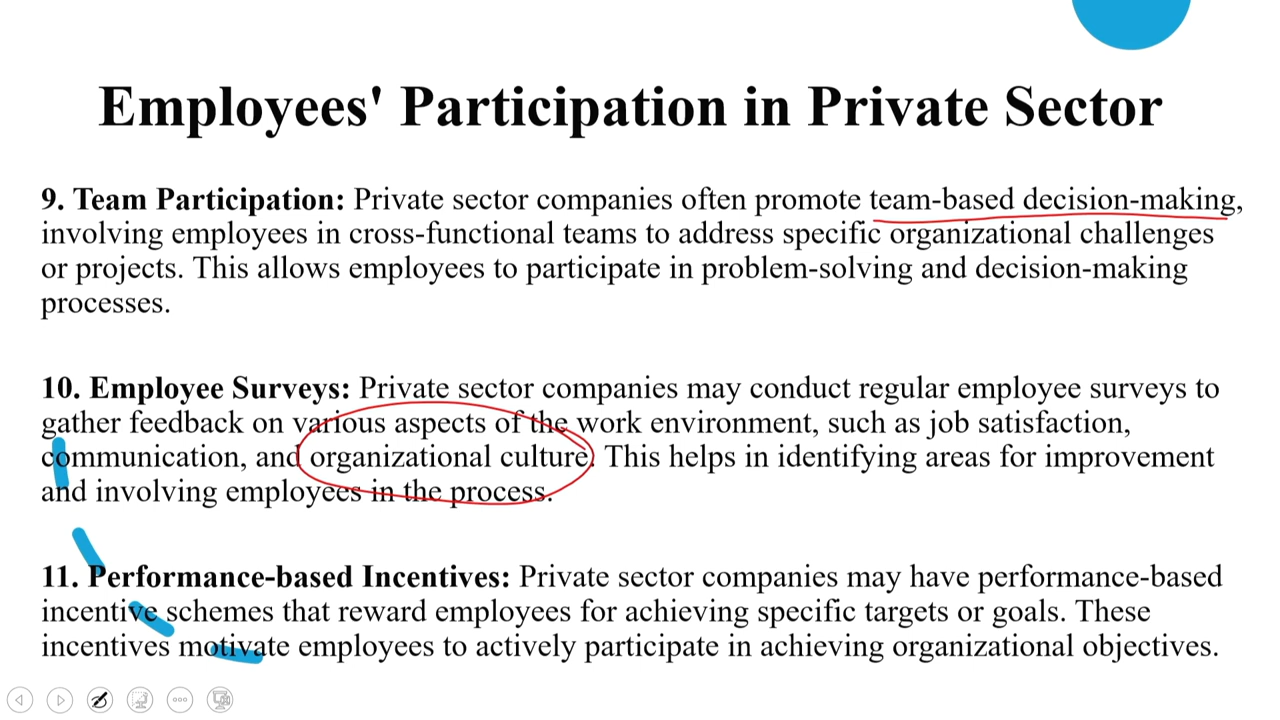 Employees' Participation in Private Sector
9. Team Participation: Private sector companies often promote team-based decision-making,
involving employees in cross-functional teams to address specific organizational challenges
or projects. This allows employees to participate in problem-solving and decision-making
processes.
10. Employee Surveys: Private sector companies may conduct regular employee surveys to
gather feedback on various aspects of the work environment, such as job satisfaction,
communication, and organizational culture. This helps in identifying areas for improvement
and involving employees in the process.
11. Performance-based Incentives: Private sector companies may have performance-based
incentive schemes that reward employees for achieving specific targets or goals. These
incentives motivate employees to actively participate in achieving organizational objectives.